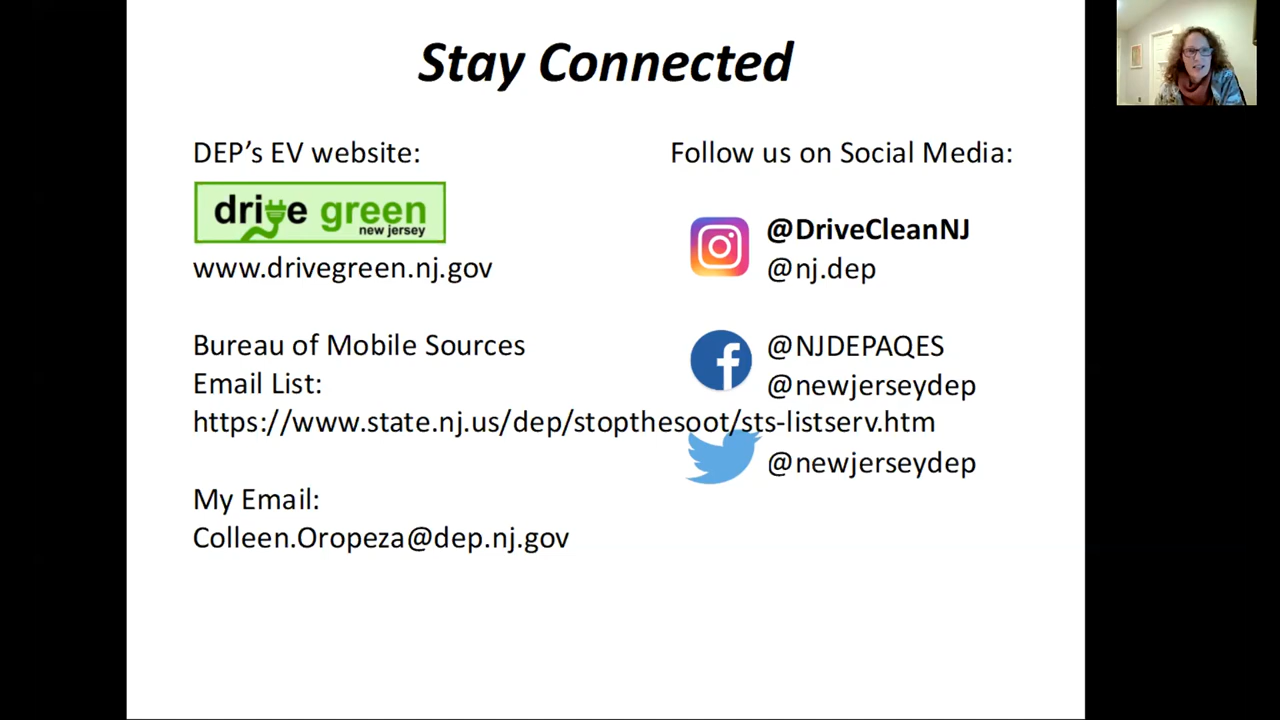 Stay Connected
DEP's EV website:
drive green
new jersey
www.drivegreen.nj.gov
Bureau of Mobile Sources
Email List:
https://www.state.nj.us/dep/stopthesoot/sts-listserv.htm
My Email:
Colleen.Oropeza@dep.nj.gov
Follow us on Social Media:
@DriveCleanNJ
@nj.dep
@NJDEPAQES
@newjerseydep
@newjerseydep